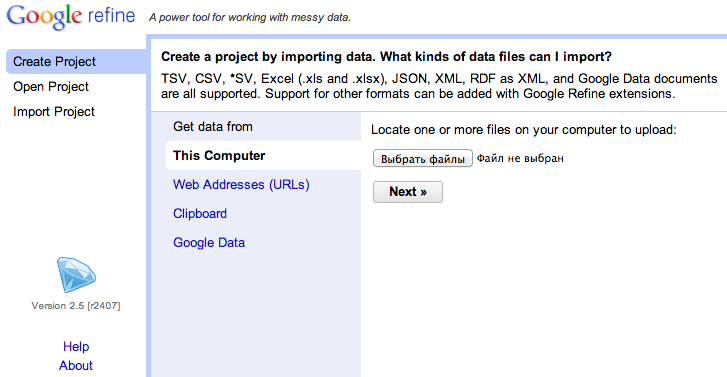 Google refine A power tool for working with messy data.
Create Project
Open Project
Import Project
Create a project by importing data. What kinds of data files can I import?
TSV, CSV, *SV, Excel (.xls and .xlsx), JSON, XML, RDF as XML, and Google Data documents
are all supported. Support for other formats can be added with Google Refine extensions.
Get data from
This Computer
Web Addresses (URLs)
Clipboard
Google Data
Locate one or more files on your computer to upload:
Выбрать файлы Файл не выбран
Next »
Version 2.5 [r2407]
Help
About